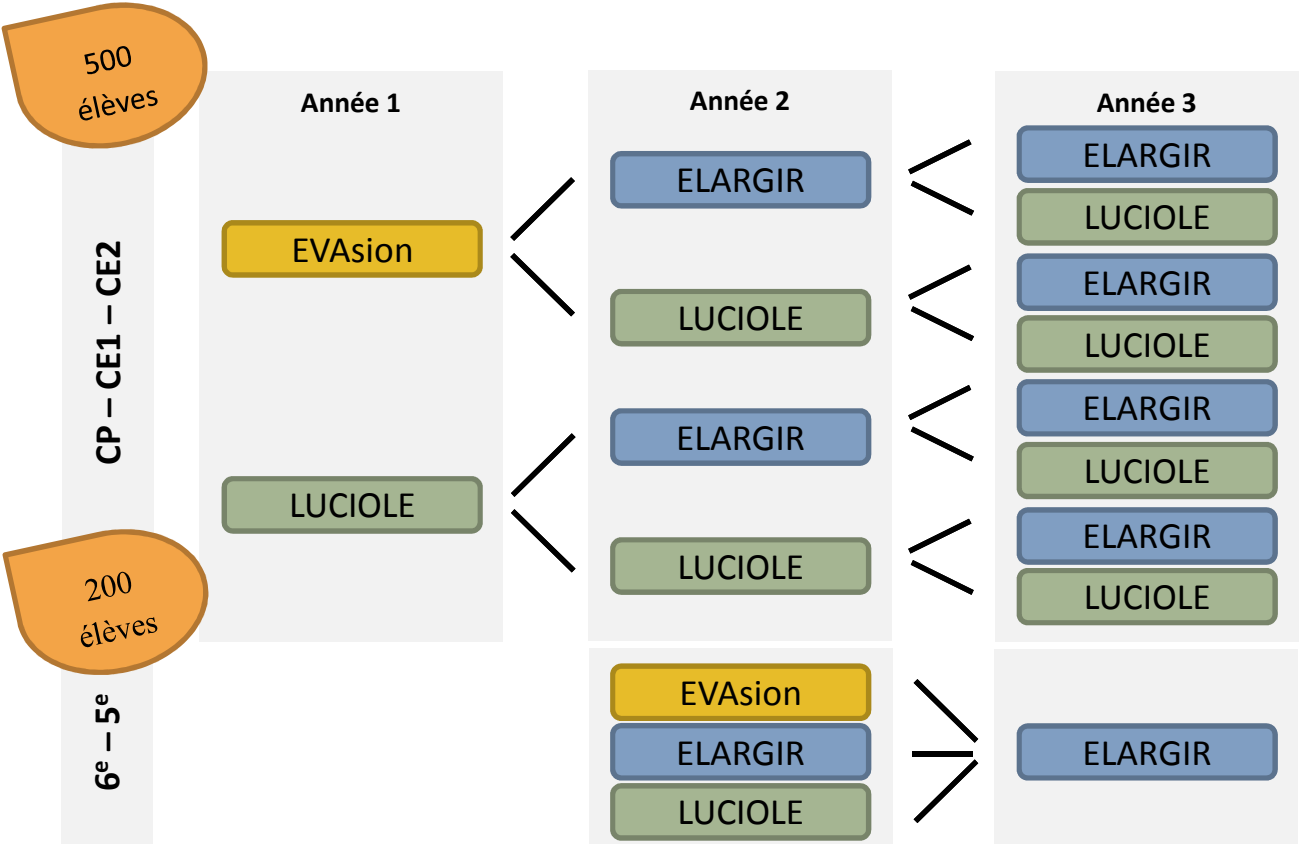 500
élèves
Année 1
Année 2
Année 3
CP – CE1 – CE2
EVAsion
LUCIOLE
ELARGIR
LUCIOLE
ELARGIR
LUCIOLE
ELARGIR
LUCIOLE
ELARGIR
LUCIOLE
ELARGIR
LUCIOLE
ELARGIR
LUCIOLE
200
élèves
6e – 5e
EVAsion
ELARGIR
LUCIOLE
ELARGIR